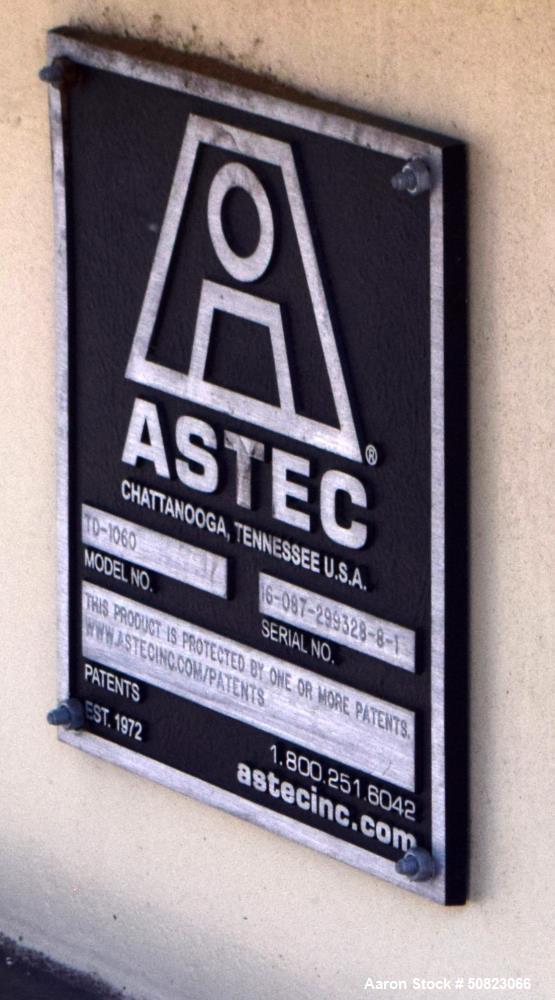 ®
ASTEC
CHATTANOOGA, TENNESSEE U.S.A.
TD-1060
MODEL NO.
16-087-299328-8-1
SERIAL NO.
THIS PRODUCT IS PROTECTED BY ONE OR MORE PATENTS.
WWW.ASTECINC.COM/PATENTS
PATENTS
EST. 1972
1.800.251.6042
astecinc.com
Aaron Stock # 50823066